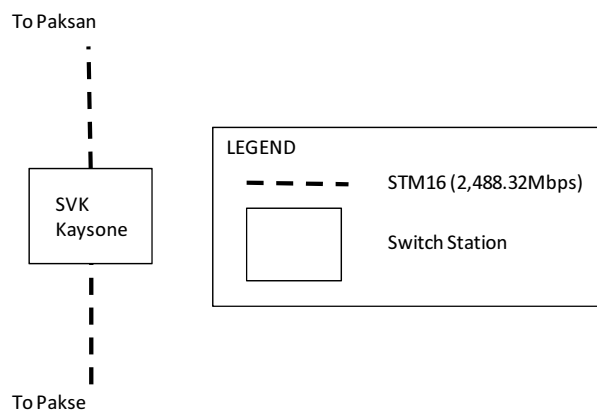 To Paksan
SVK
Kaysone
To Pakse
LEGEND
STM16 (2,488.32Mbps)
Switch Station